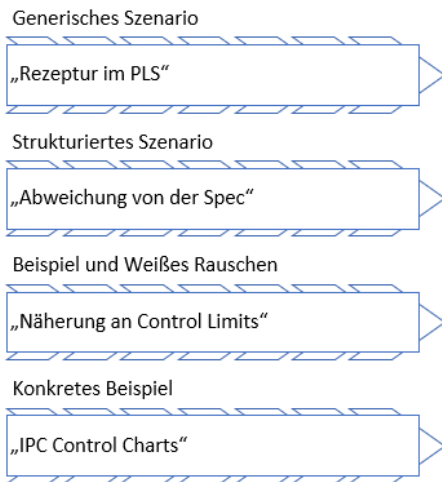 Generisches Szenario
„Rezeptur im PLS“
Strukturiertes Szenario
„Abweichung von der Spec“
Beispiel und Weißes Rauschen
„Näherung an Control Limits“
Konkretes Beispiel
„IPC Control Charts“